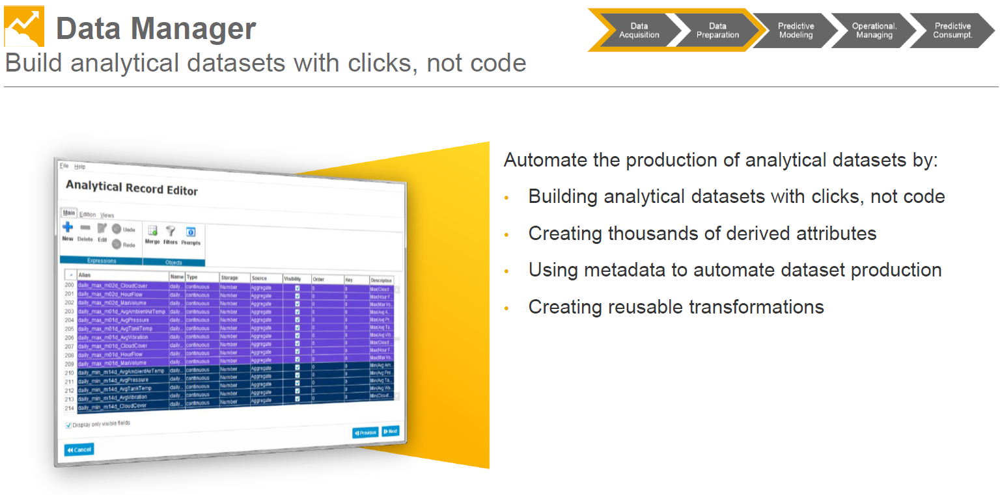 Data Manager
Build analytical datasets with clicks, not code
Data Acquisition
Data Preparation
Predictive Modeling
Operational. Managing
Predictive Consumpt.
File Help
Analytical Record Editor
Main Edition Views
New Delete Edit Undo Redo Merge Filters Prompts
Expressions Objects
Alias Name Type Storage Source Visibility Order Key Description
200 daily_max_m02d_CloudCover daily... continuous Number Aggregate 0 0 Max(Cloud...
201 daily_max_m02d_HourFlow daily... continuous Number Aggregate 0 0 Max(Hour F...
202 daily_max_m02d_MaxVolume daily... continuous Number Aggregate 0 0 Max(Max Vo...
203 daily_max_m01d_AvgAmbientAirTemp daily... continuous Number Aggregate 0 0 Max(Avg A...
204 daily_max_m01d_AvgPressure daily... continuous Number Aggregate 0 0 Max(Avg Pr...
205 daily_max_m01d_AvgTankTemp daily... continuous Number Aggregate 0 0 Max(Avg Ta...
206 daily_max_m01d_AvgVibration daily... continuous Number Aggregate 0 0 Max(Avg Vib...
207 daily_max_m01d_CloudCover daily... continuous Number Aggregate 0 0 Max(Cloud...
208 daily_max_m01d_HourFlow daily... continuous Number Aggregate 0 0 Max(Hour F...
209 daily_max_m01d_MaxVolume daily... continuous Number Aggregate 0 0 Max(Max Vo...
210 daily_min_m14d_AvgAmbientAirTemp daily... continuous Number Aggregate 0 0 Min(Avg Am...
211 daily_min_m14d_AvgPressure daily... continuous Number Aggregate 0 0 Min(Avg Pre...
212 daily_min_m14d_AvgTankTemp daily... continuous Number Aggregate 0 0 Min(Avg Ta...
213 daily_min_m14d_AvgVibration daily... continuous Number Aggregate 0 0 Min(Avg Vib...
214 daily_min_m14d_CloudCover daily... continuous Number Aggregate 0 0 Min(Cloud...
Display only visible fields
Previous Next
Cancel
Automate the production of analytical datasets by:
• Building analytical datasets with clicks, not code
• Creating thousands of derived attributes
• Using metadata to automate dataset production
• Creating reusable transformations